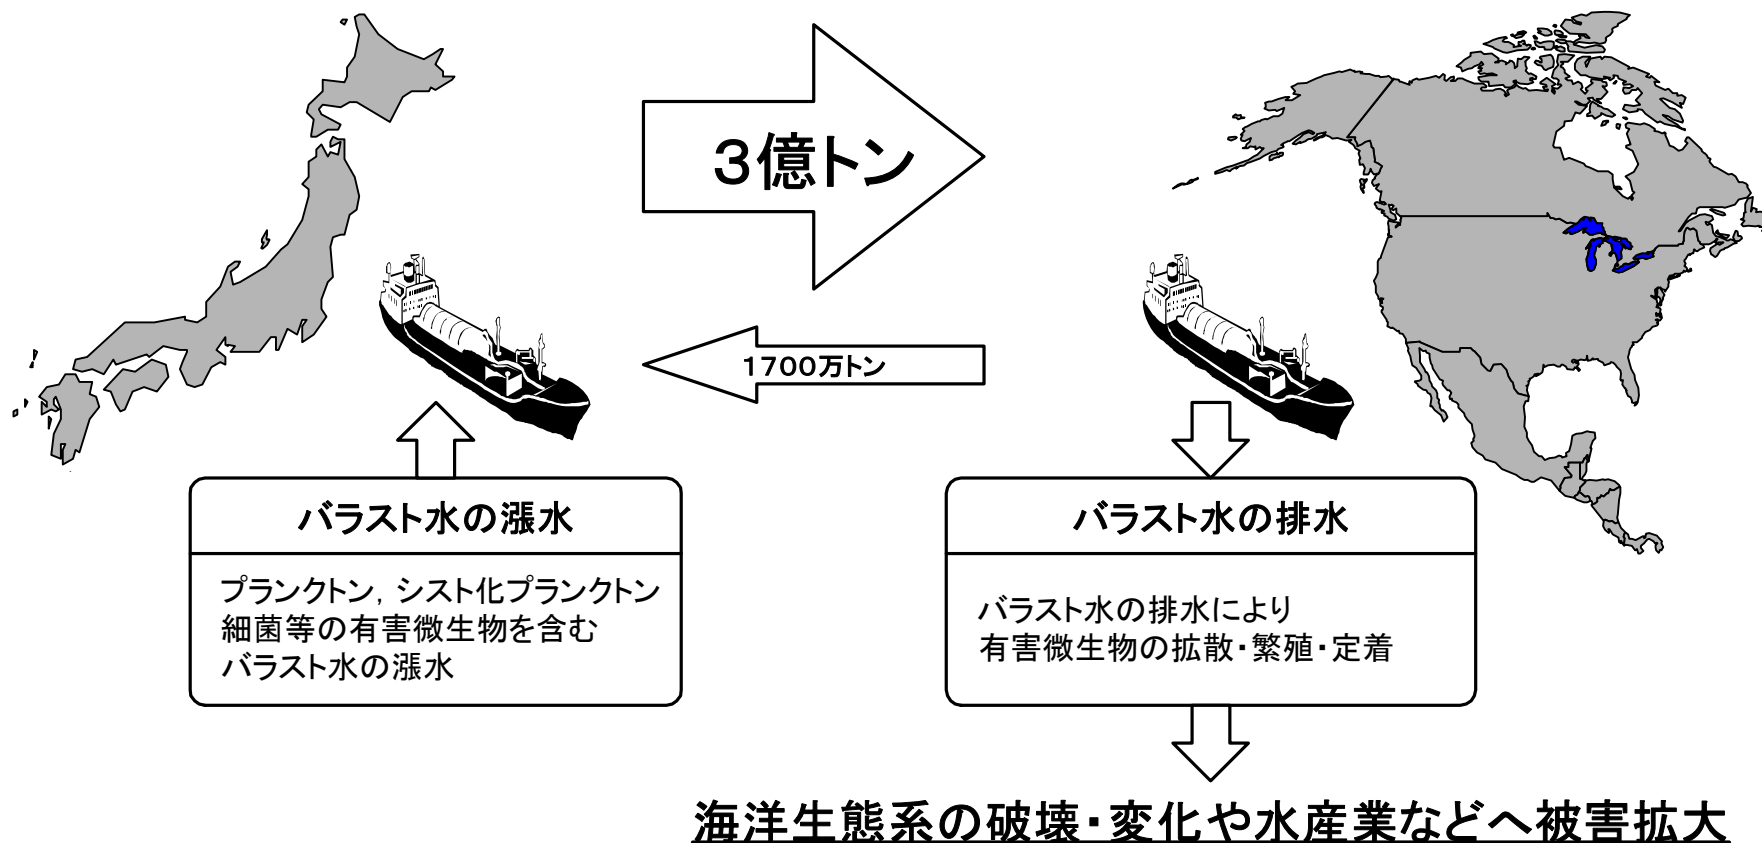 ３億トン
１７００万トン
バラスト水の漲水
プランクトン，シスト化プランクトン
細菌等の有害微生物を含む
バラスト水の漲水
バラスト水の排水
バラスト水の排水により
有害微生物の拡散・繁殖・定着
海洋生態系の破壊・変化や水産業などへ被害拡大